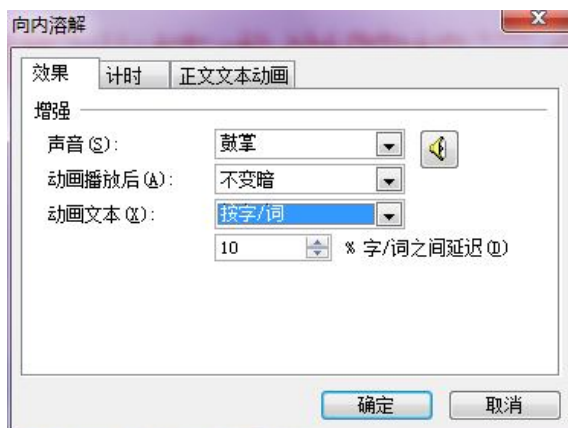 向内溶解
效果 计时 正文文本动画
增强
声音(S): 鼓掌
动画播放后(A): 不变暗
动画文本(X): 按字/词
10 % 字/词之间延迟(D)
确定 取消